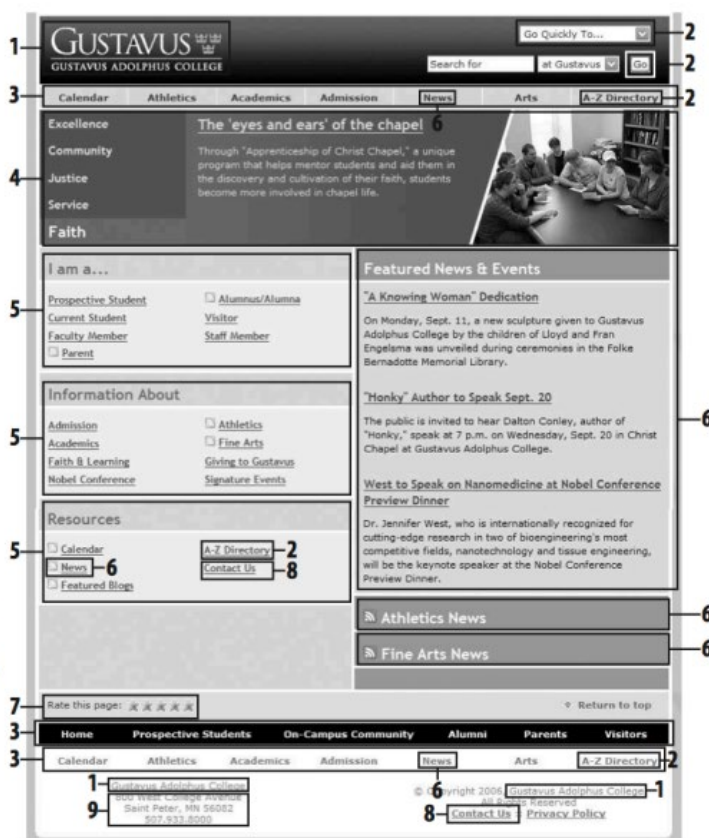 Go Quickly To...
2
1
GUSTAVUS
GUSTAVUS ADOLPHUS COLLEGE
Search for
at Gustavus
Go
2
3
Calendar
Athletics
Academics
Admission
News
Arts
A-Z Directory
2
6
4
Excellence
Community
Justice
Service
Faith
The 'eyes and ears' of the chapel
Through "Apprenticeship of Christ Chapel," a unique
program that helps mentor students and aid them in
the discovery and cultivation of their faith, students
become more involved in chapel life.
5
I am a...
Prospective Student
Alumnus/Alumna
Current Student
Visitor
Faculty Member
Staff Member
Parent
Featured News & Events
"A Knowing Woman" Dedication
On Monday, Sept. 11, a new sculpture given to Gustavus
Adolphus College by the children of Lloyd and Fran
Engelsma was unveiled during ceremonies in the Folke
Bernadotte Memorial Library.
"Honky" Author to Speak Sept. 20
The public is invited to hear Dalton Conley, author of
"Honky," speak at 7 p.m. on Wednesday, Sept. 20 in Christ
Chapel at Gustavus Adolphus College.
West to Speak on Nanomedicine at Nobel Conference
Preview Dinner
Dr. Jennifer West, who is internationally recognized for
cutting-edge research in two of bioengineering's most
competitive fields, nanotechnology and tissue engineering,
will be the keynote speaker at the Nobel Conference
Preview Dinner.
6
5
Information About
Admission
Athletics
Academics
Fine Arts
Faith & Learning
Giving to Gustavus
Nobel Conference
Signature Events
5
Resources
Calendar
A-Z Directory
2
News
6
Contact Us
8
Featured Blogs
Athletics News
6
Fine Arts News
6
7
Rate this page:
Return to top
3
Home
Prospective Students
On-Campus Community
Alumni
Parents
Visitors
3
Calendar
Athletics
Academics
Admission
News
Arts
A-Z Directory
2
6
1
Gustavus Adolphus College
9
800 West College Avenue
Saint Peter, MN 56082
507.933.8000
© Copyright 2006, Gustavus Adolphus College
1
All Rights Reserved
8
Contact Us :: Privacy Policy